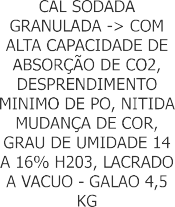 CAL SODADA
GRANULADA -> COM
ALTA CAPACIDADE DE
ABSORÇÃO DE CO2,
DESPRENDIMENTO
MINIMO DE PO, NITIDA
MUDANÇA DE COR,
GRAU DE UMIDADE 14
A 16% H203, LACRADO
A VACUO - GALAO 4,5
KG